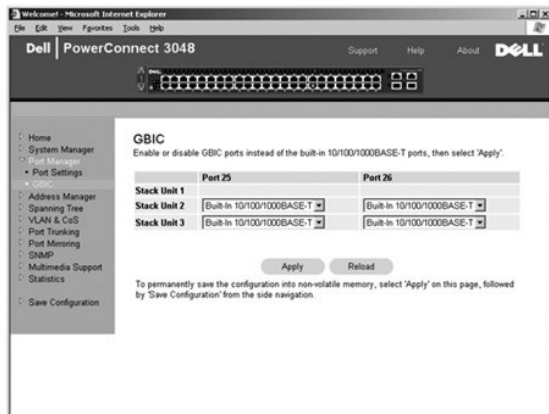 Welcome! - Microsoft Internet Explorer
File Edit View Favorites Tools Help
Dell | PowerConnect 3048
Support Help About DELL
Home
System Manager
Port Manager
Port Settings
GBIC
Address Manager
Spanning Tree
VLAN & CoS
Port Trunking
Port Mirroring
SNMP
Multimedia Support
Statistics
Save Configuration
GBIC
Enable or disable GBIC ports instead of the built-in 10/100/1000BASE-T ports, then select 'Apply'.
Port 25 Port 26
Stack Unit 1
Stack Unit 2 Built-In 10/100/1000BASE-T Built-In 10/100/1000BASE-T
Stack Unit 3 Built-In 10/100/1000BASE-T Built-In 10/100/1000BASE-T
Apply Reload
To permanently save the configuration into non-volatile memory, select 'Apply' on this page, followed
by 'Save Configuration' from the side navigation.